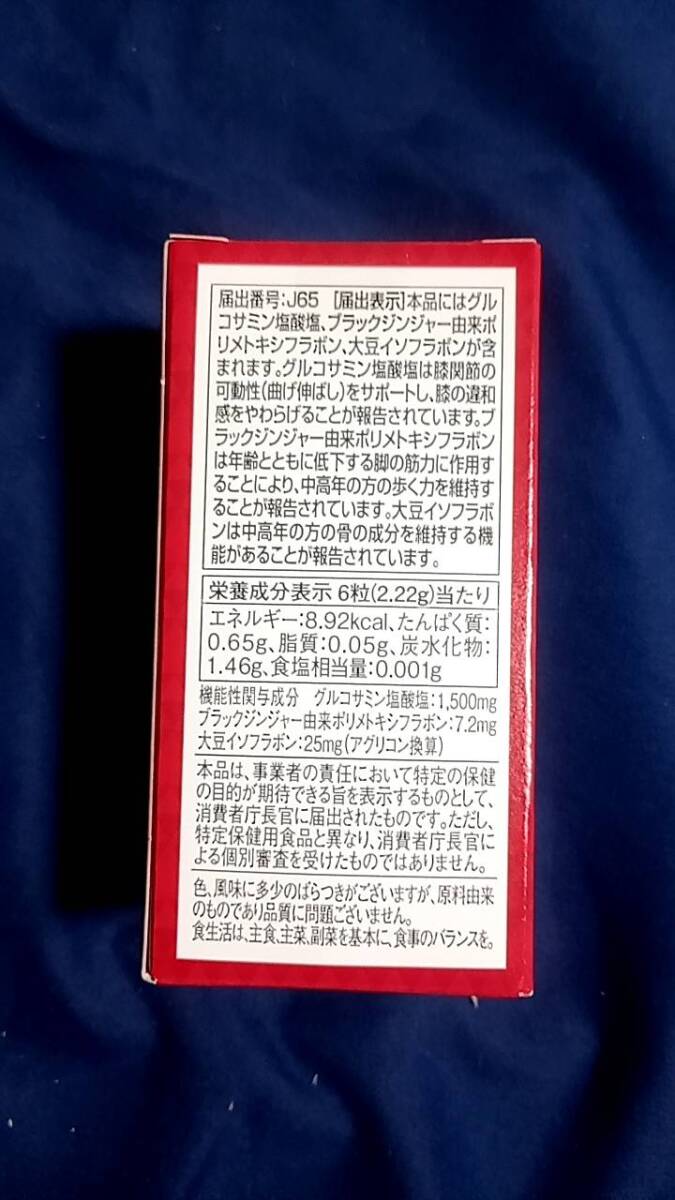 届出番号:J65 [届出表示]本品にはグル
コサミン塩酸塩、ブラックジンジャー由来ポ
リメトキシフラボン、大豆イソフラボンが含
まれます。グルコサミン塩酸塩は膝関節の
可動性(曲げ伸ばし)をサポートし、膝の違和
感をやわらげることが報告されています。ブ
ラックジンジャー由来ポリメトキシフラボン
は年齢とともに低下する脚の筋力に作用す
ることにより、中高年の方の歩く力を維持す
ることが報告されています。大豆イソフラボ
ンは中高年の方の骨の成分を維持する機
能があることが報告されています。
栄養成分表示 6粒(2.22g)当たり
エネルギー:8.92kcal、たんぱく質:
0.65g、脂質:0.05g、炭水化物:
1.46g、食塩相当量:0.001g
機能性関与成分 グルコサミン塩酸塩:1,500mg
ブラックジンジャー由来ポリメトキシフラボン:7.2mg
大豆イソフラボン:25mg(アグリコン換算)
本品は、事業者の責任において特定の保健
の目的が期待できる旨を表示するものとして、
消費者庁長官に届出されたものです。ただし、
特定保健用食品と異なり、消費者庁長官に
よる個別審査を受けたものではありません。
色、風味に多少のばらつきがございますが、原料由来
のものであり品質に問題ございません。
食生活は、主食、主菜、副菜を基本に、食事のバランスを。